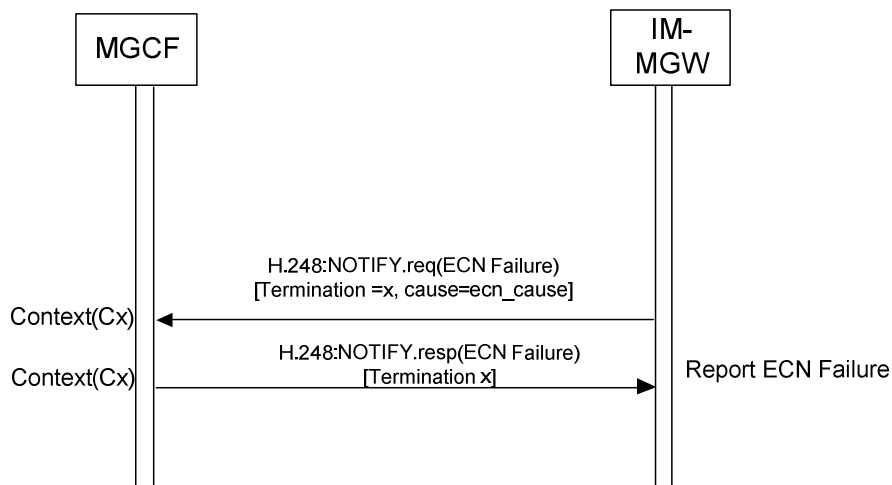 MGCF
IM-
MGW
H.248:NOTIFY.req(ECN Failure)
[Termination =x, cause=ecn_cause]
Context(Cx)
H.248:NOTIFY.resp(ECN Failure)
[Termination x]
Context(Cx)
Report ECN Failure